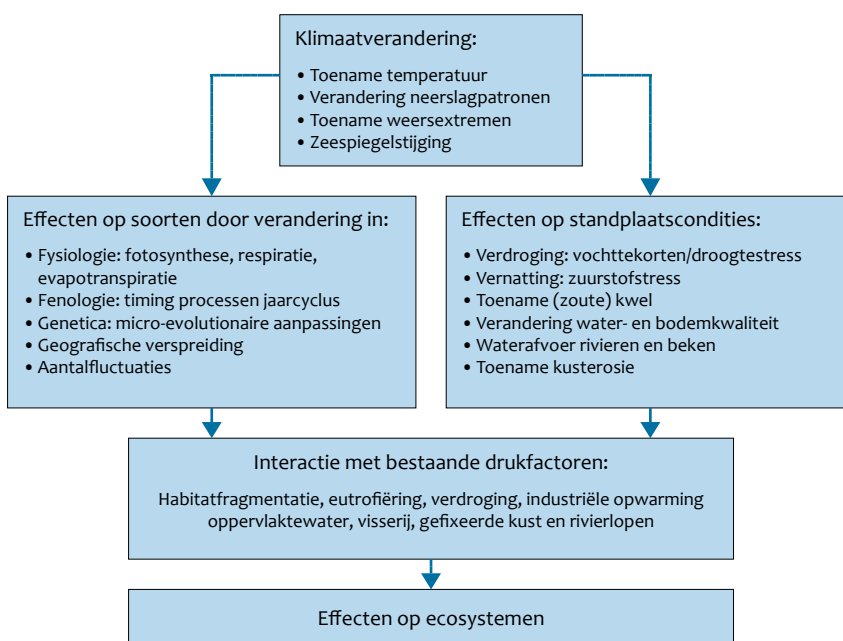 Klimaatverandering:
• Toename temperatuur
• Verandering neerslagpatronen
• Toename weersextremen
• Zeespiegelstijging
Effecten op soorten door verandering in:
• Fysiologie: fotosynthese, respiratie,
evapotranspiratie
• Fenologie: timing processen jaarcyclus
• Genetica: micro-evolutionaire aanpassingen
• Geografische verspreiding
• Aantalfluctuaties
Effecten op standplaatscondities:
• Verdroging: vochttekorten/droogtestress
• Vernatting: zuurstofstress
• Toename (zoute) kwel
• Verandering water- en bodemkwaliteit
• Waterafvoer rivieren en beken
• Toename kusterosie
Interactie met bestaande drukfactoren:
Habitatfragmentatie, eutrofiëring, verdroging, industriële opwarming
oppervlaktewater, visserij, gefixeerde kust en rivierlopen
Effecten op ecosystemen